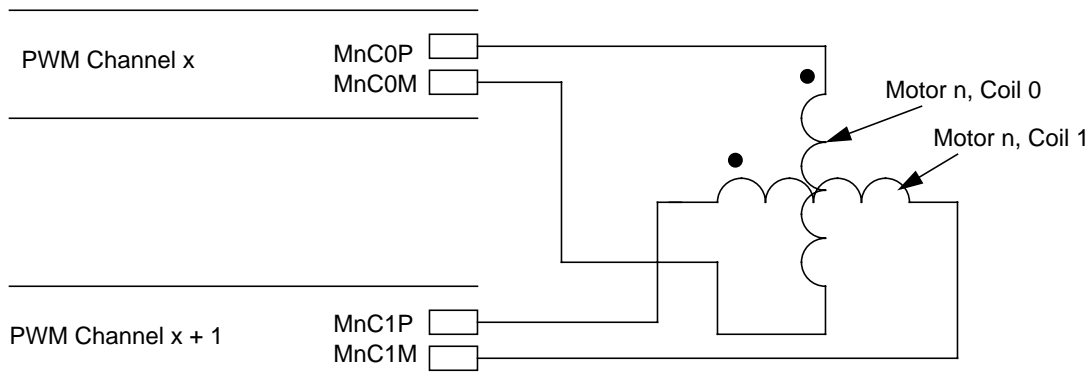 PWM Channel x
MnC0P
MnC0M
Motor n, Coil 0
Motor n, Coil 1
PWM Channel x + 1
MnC1P
MnC1M